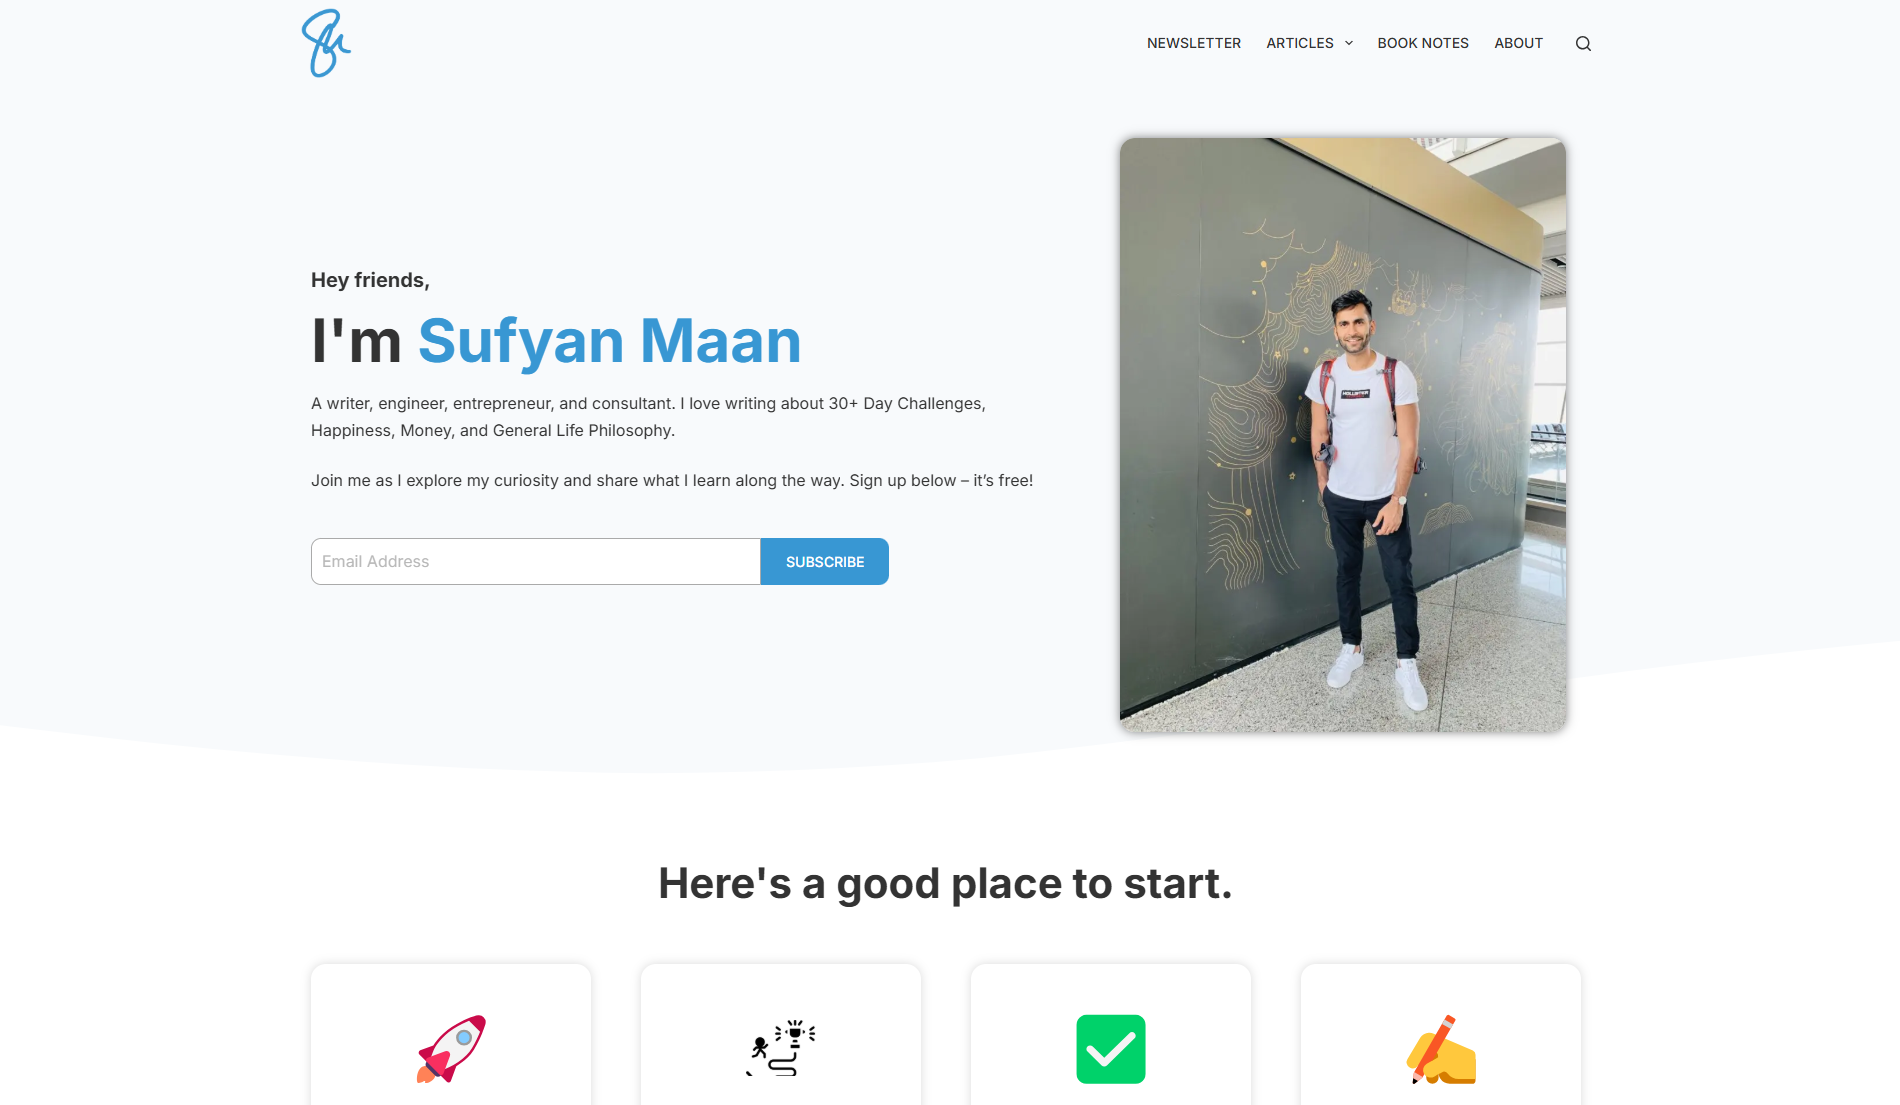 NEWSLETTER
ARTICLES
BOOK NOTES
ABOUT
Hey friends,
I'm Sufyan Maan
A writer, engineer, entrepreneur, and consultant. I love writing about 30+ Day Challenges,
Happiness, Money, and General Life Philosophy.
Join me as I explore my curiosity and share what I learn along the way. Sign up below – it’s free!
Email Address
SUBSCRIBE
Here's a good place to start.